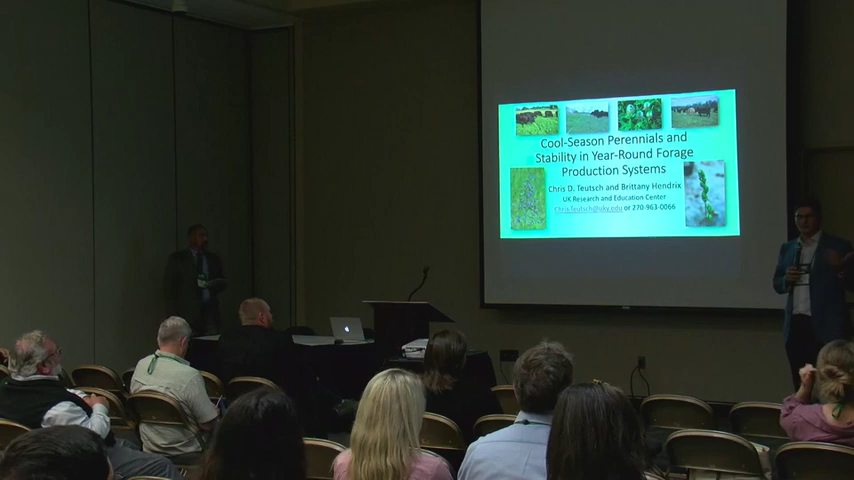 Cool-Season Perennials and
Stability in Year-Round Forage
Production Systems
Chris D. Teutsch and Brittany Hendrix
UK Research and Education Center
Chris.Teutsch@uky.edu or 270-963-0066